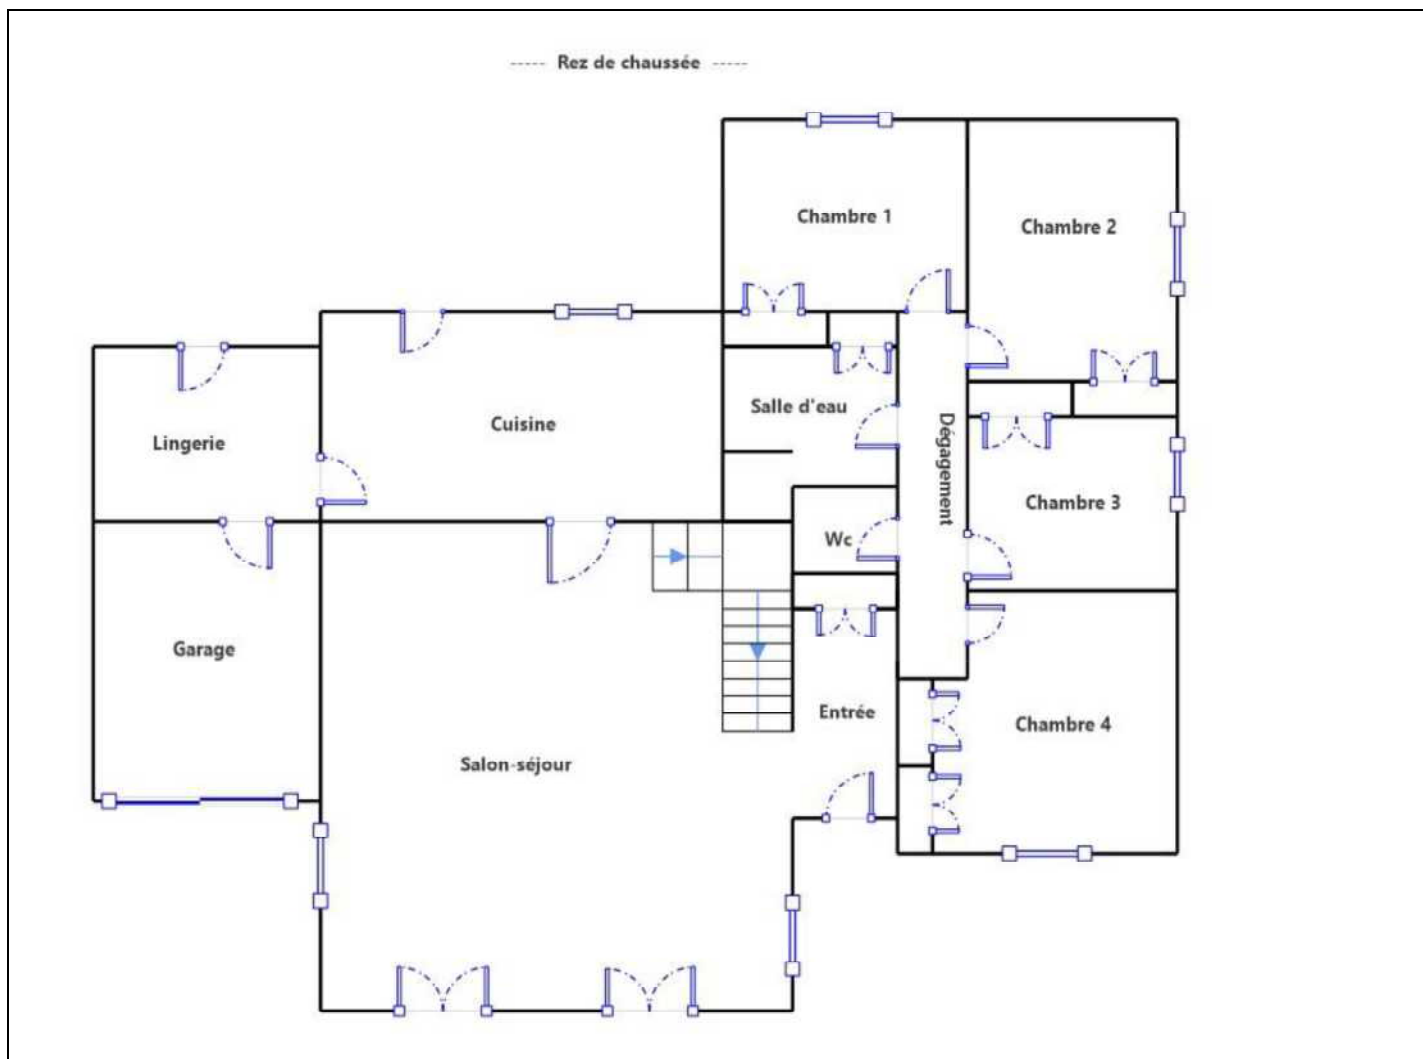 ----- Rez de chaussée -----
Chambre 1
Chambre 2
Salle d'eau
Cuisine
Lingerie
Dégagement
Chambre 3
Wc
Garage
Entrée
Chambre 4
Salon-séjour